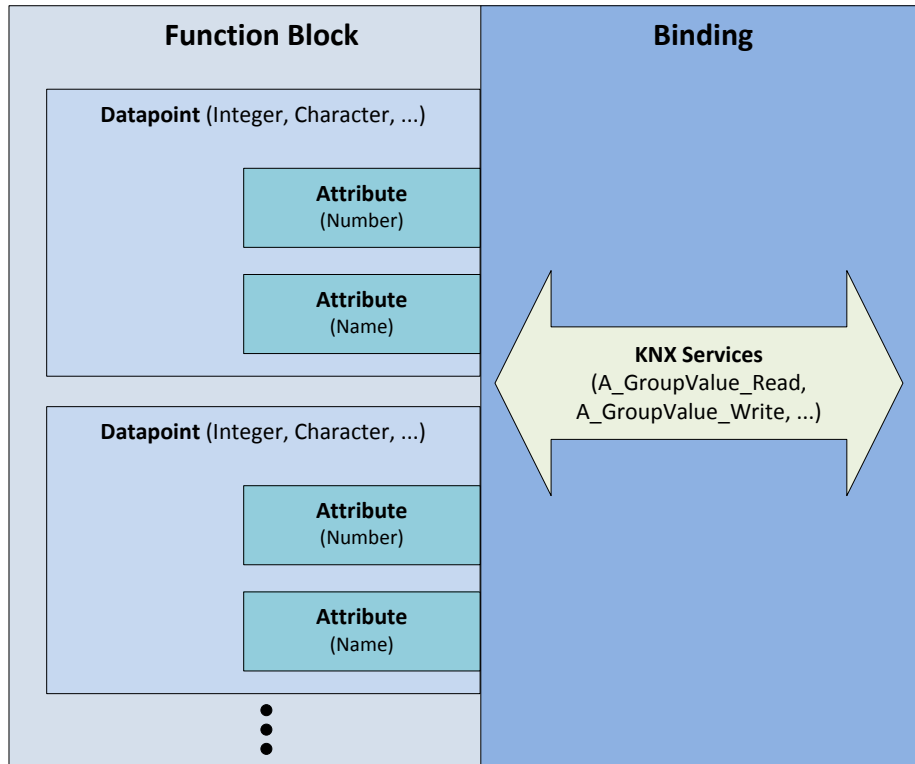 Function Block
Binding
Datapoint (Integer, Character, ...)
Attribute
(Number)
Attribute
(Name)
KNX Services
(A_GroupValue_Read,
A_GroupValue_Write, ...)
Datapoint (Integer, Character, ...)
Attribute
(Number)
Attribute
(Name)